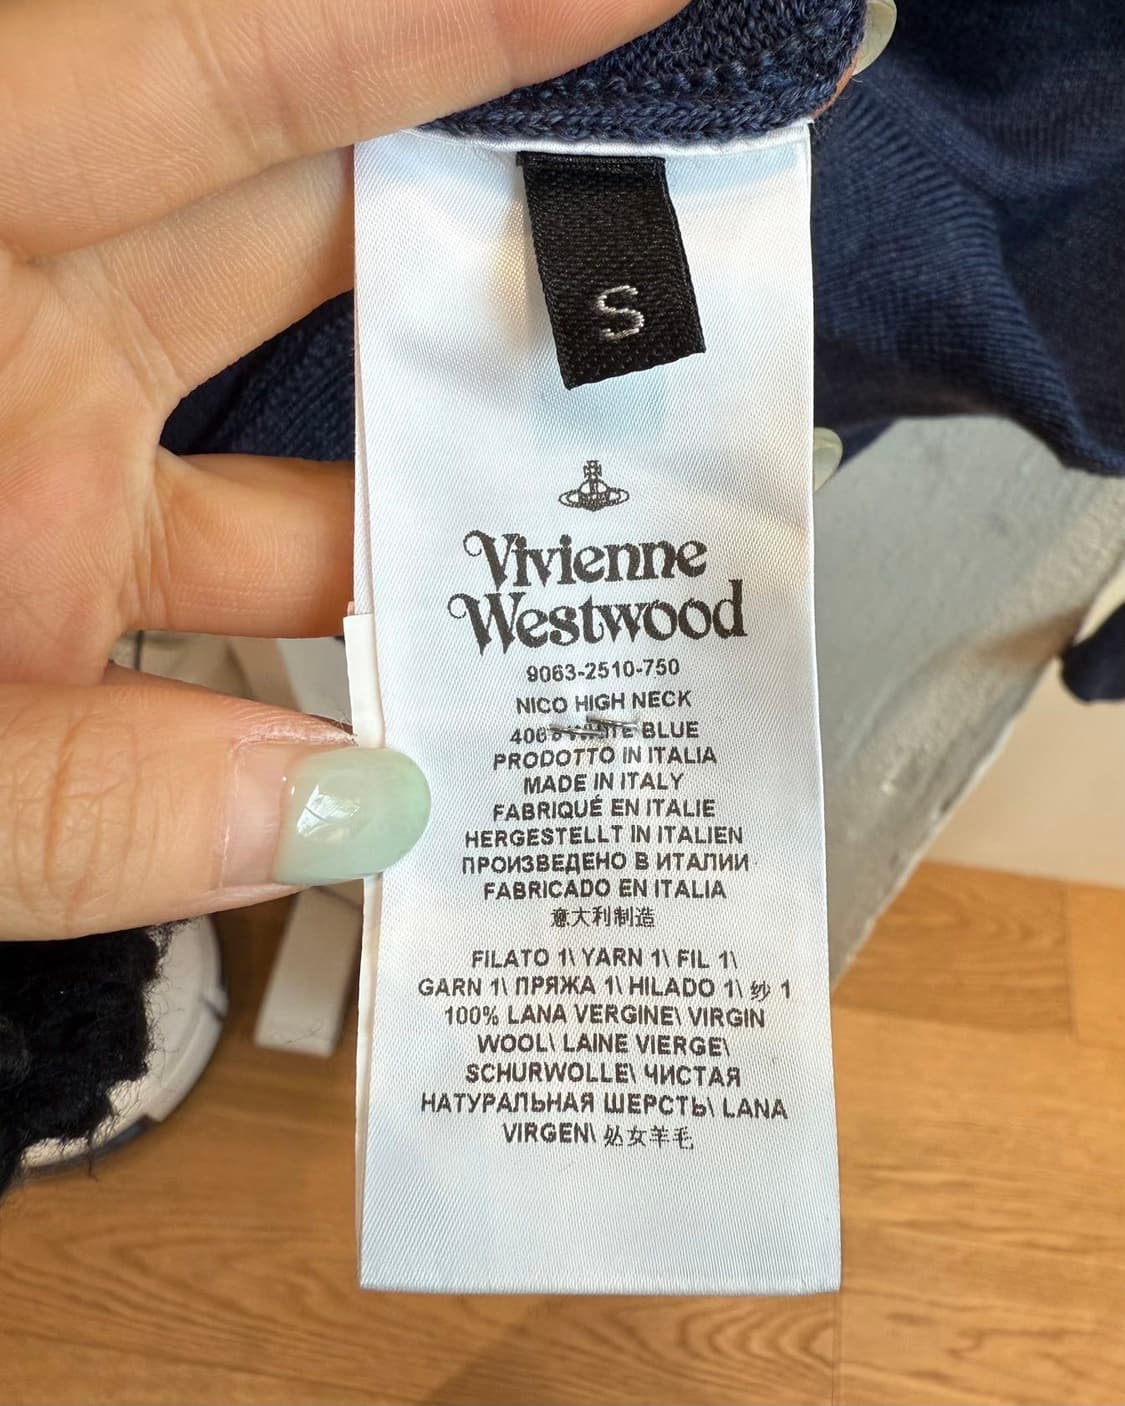 S
Vivienne
Westwood
9063-2510-750
NICO HIGH NECK
BLUE
PRODOTTO IN ITALIA
MADE IN ITALY
FABRIQUÉ EN ITALIE
HERGESTELLT IN ITALIEN
ПРОИЗВЕДЕНО В ИТАЛИИ
FABRICADO EN ITALIA
意大利制造
FILATO 1\ YARN 1\ FIL 1\
GARN 1\ ПРЯЖА 1\ HILADO 1\ 纱 1
100% LANA VERGINE\ VIRGIN
WOOL\ LAINE VIERGE\
SCHURWOLLE\ ЧИСТАЯ
НАТУРАЛЬНАЯ ШЕРСТЬ\ LANA
VIRGEN\ 处女羊毛